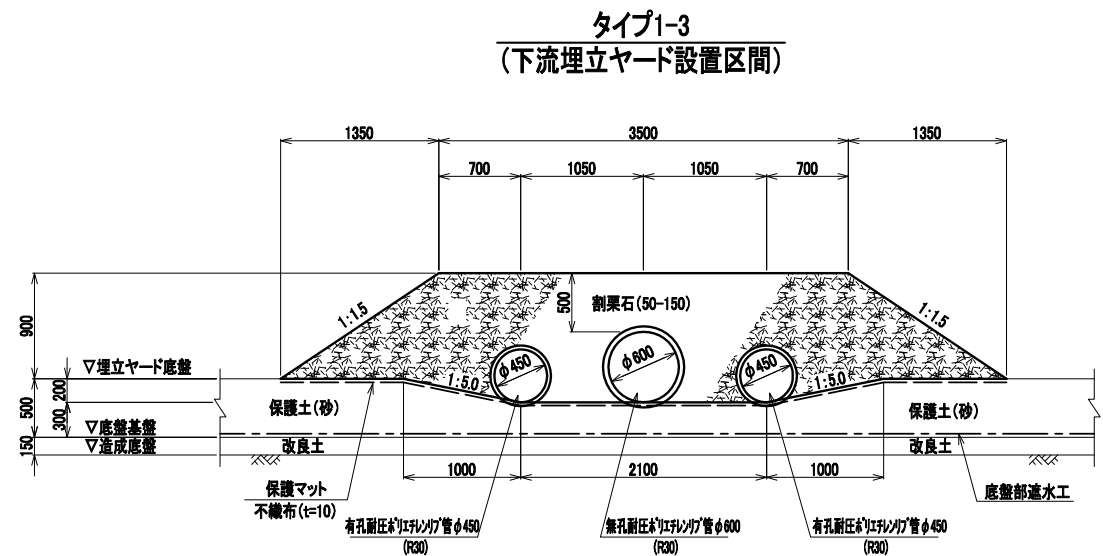 タイプ1-3
(下流埋立ヤード設置区間)
1350
3500
1350
700
1050
1050
700
900
500
割栗石(50-150)
1:1.5
1:1.5
φ450
φ600
φ450
1:5.0
1:5.0
▽埋立ヤード底盤
500
200
300
150
保護土(砂)
保護土(砂)
▽底盤基盤
▽造成底盤
改良土
改良土
1000
2100
1000
保護マット
不織布(t=10)
底盤部遮水工
有孔耐圧ポリエチレンリブ管φ450
(R30)
無孔耐圧ポリエチレンリブ管φ600
(R30)
有孔耐圧ポリエチレンリブ管φ450
(R30)